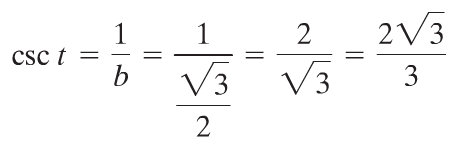 csc t = 1/b = 1/(√3/2) = 2/√3 = 2√3/3